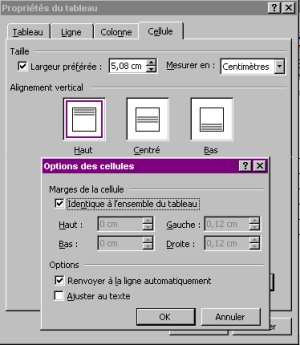 Propriétés du tableau
Tableau Ligne Colonne Cellule
Taille
Largeur préférée : 5,08 cm Mesurer en : Centimètres
Alignement vertical
Haut Centré Bas
Options des cellules
Marges de la cellule
Identique à l'ensemble du tableau
Haut : 0 cm Gauche : 0,12 cm
Bas : 0 cm Droite : 0,12 cm
Options
Renvoyer à la ligne automatiquement
Ajuster au texte
OK Annuler